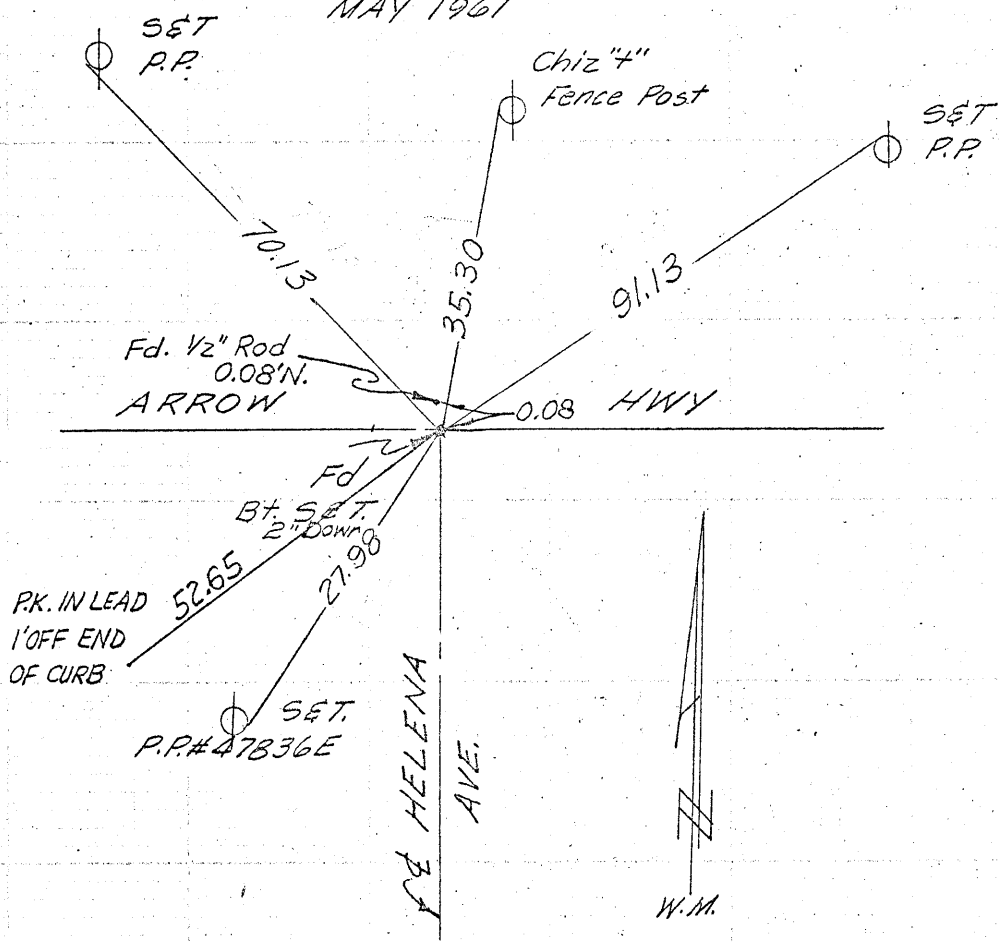 MAY 1961
S&T
P.P.
Chiz "+"
Fence Post
S&T
P.P.
70.13
35.30
91.13
Fd. 1/2" Rod
0.08'N.
ARROW HWY
0.08
Fd
Bt. S&T.
2" Down
52.65
27.98
P.K. IN LEAD
1' OFF END
OF CURB
S&T.
P.P.#47836E
℄ HELENA
AVE.
N
W.M.